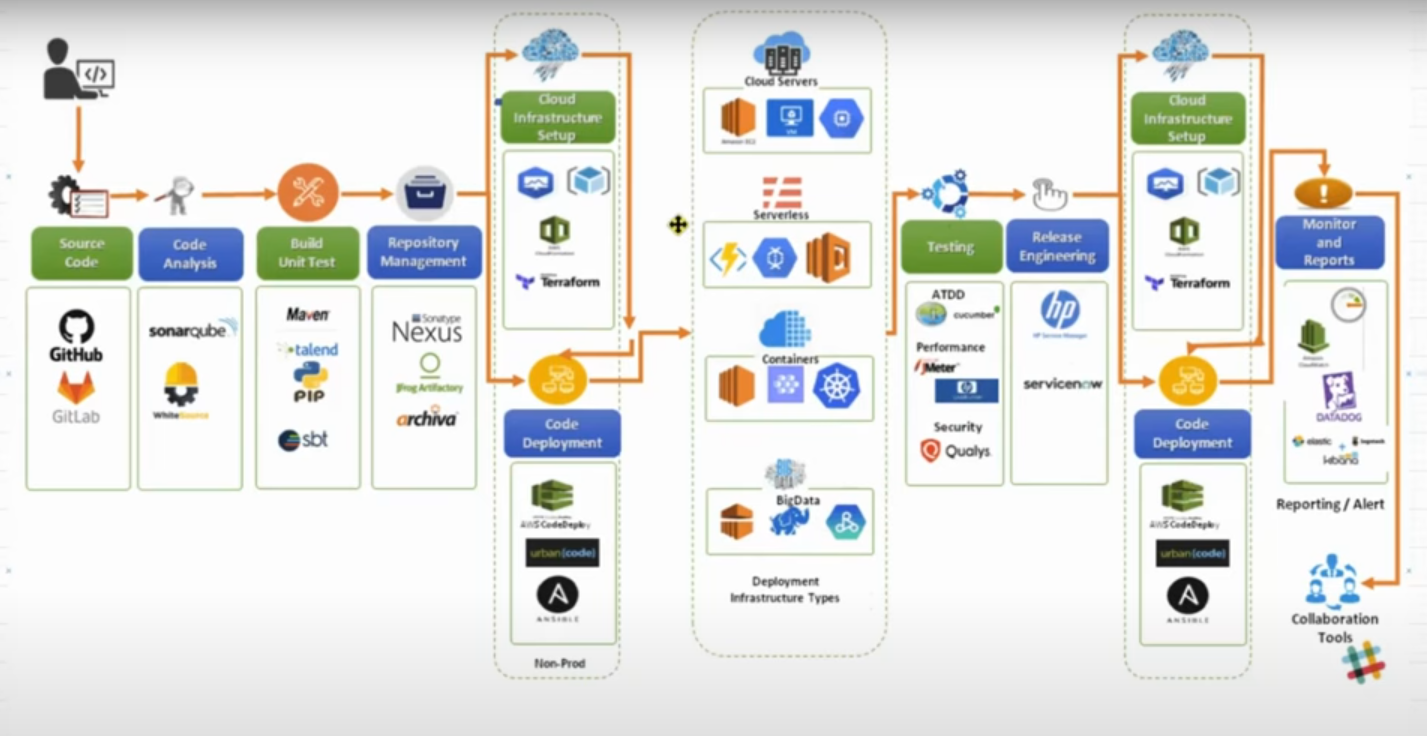 Source
Code
GitHub
GitLab
Code
Analysis
sonarqube
WhiteSource
Build
Unit Test
Maven
talend
PIP
sbt
Repository
Management
Sonatype
Nexus
JFrog Artifactory
archiva
Cloud
Infrastructure
Setup
Terraform
Code
Deployment
AWS CodeDeploy
urban{code}
ANSIBLE
Non-Prod
Cloud Servers
Amazon EC2
VM
Serverless
Containers
BigData
Deployment
Infrastructure Types
Testing
ATDD
cucumber
Performance
JMeter
Security
Qualys.
Release
Engineering
hp
HP Service Manager
servicenow
Cloud
Infrastructure
Setup
Terraform
Code
Deployment
AWS CodeDeploy
urban{code}
ANSIBLE
Monitor
and
Reports
Amazon
CloudWatch
DATADOG
elastic
+
logstash
kibana
Reporting / Alert
Collaboration
Tools